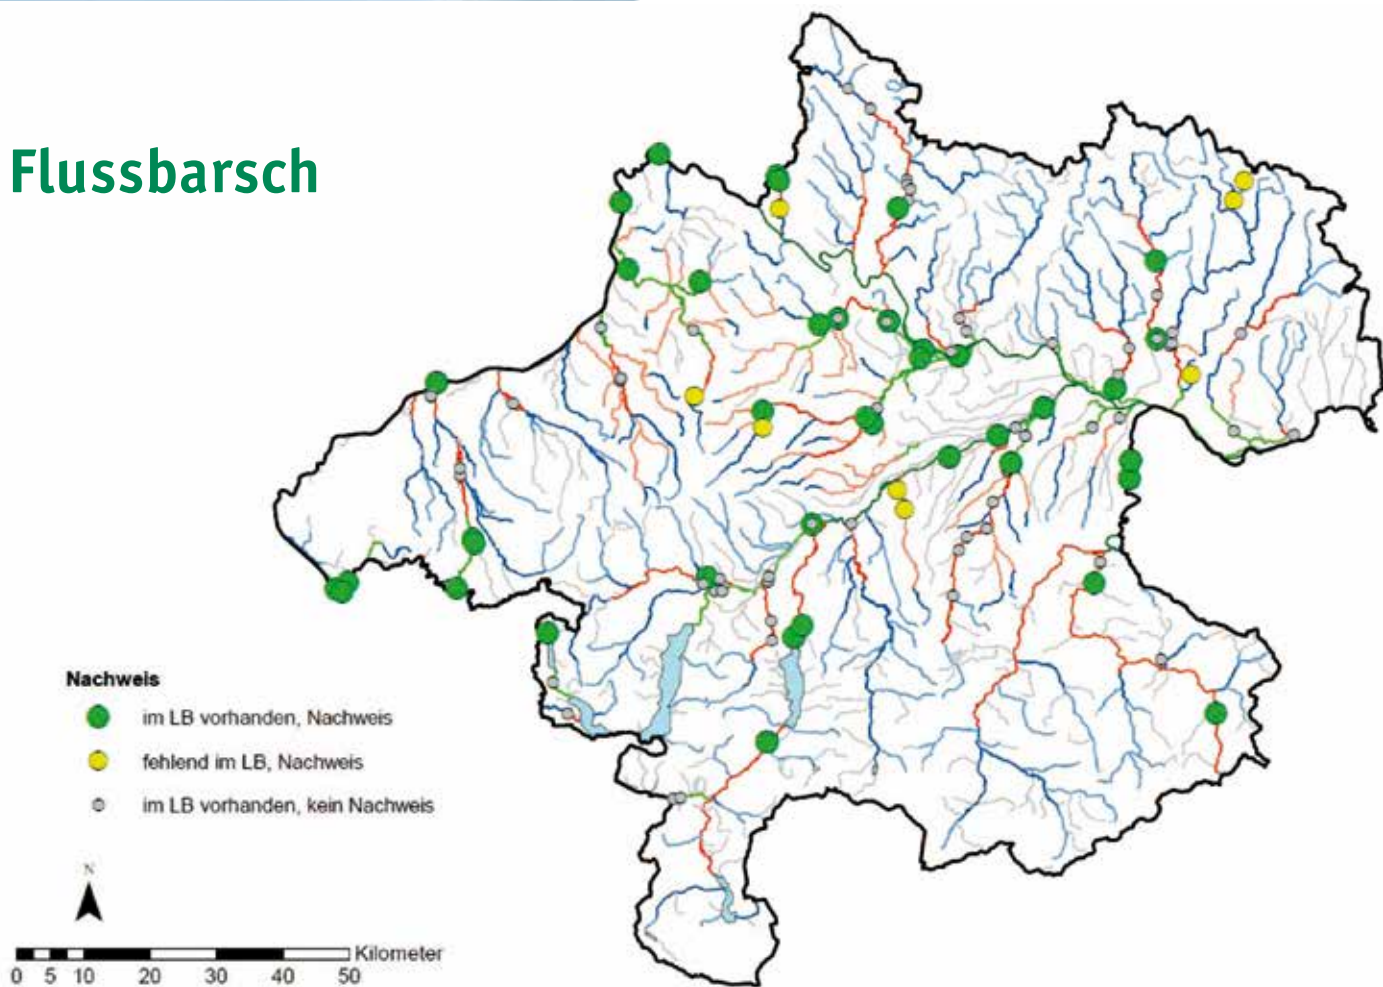 Flussbarsch
Nachweis
im LB vorhanden, Nachweis
fehlend im LB, Nachweis
im LB vorhanden, kein Nachweis
N
Kilometer
0 5 10 20 30 40 50